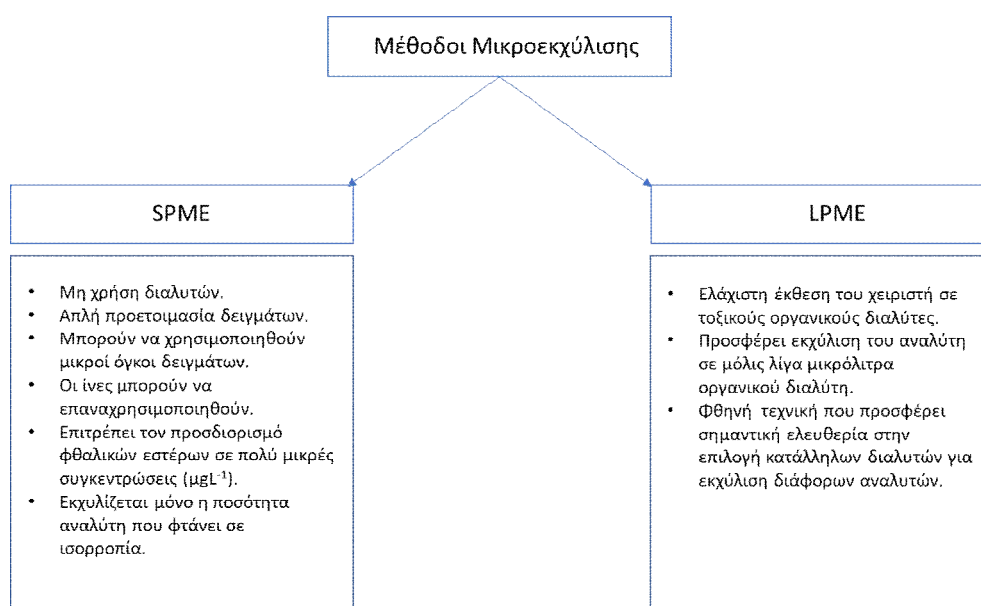 Μέθοδοι Μικροεκχύλισης
SPME
• Μη χρήση διαλυτών.
• Απλή προετοιμασία δειγμάτων.
• Μπορούν να χρησιμοποιηθούν
μικροί όγκοι δειγμάτων.
• Οι ίνες μπορούν να
επαναχρησιμοποιηθούν.
• Επιτρέπει τον προσδιορισμό
φθαλικών εστέρων σε πολύ μικρές
συγκεντρώσεις (μgL⁻¹).
• Εκχυλίζεται μόνο η ποσότητα
αναλύτη που φτάνει σε
ισορροπία.
LPME
• Ελάχιστη έκθεση του χειριστή σε
τοξικούς οργανικούς διαλύτες.
• Προσφέρει εκχύλιση του αναλύτη
σε μόλις λίγα μικρόλιτρα
οργανικού διαλύτη.
• Φθηνή τεχνική που προσφέρει
σημαντική ελευθερία στην
επιλογή κατάλληλων διαλυτών για
εκχύλιση διάφορων αναλυτών.